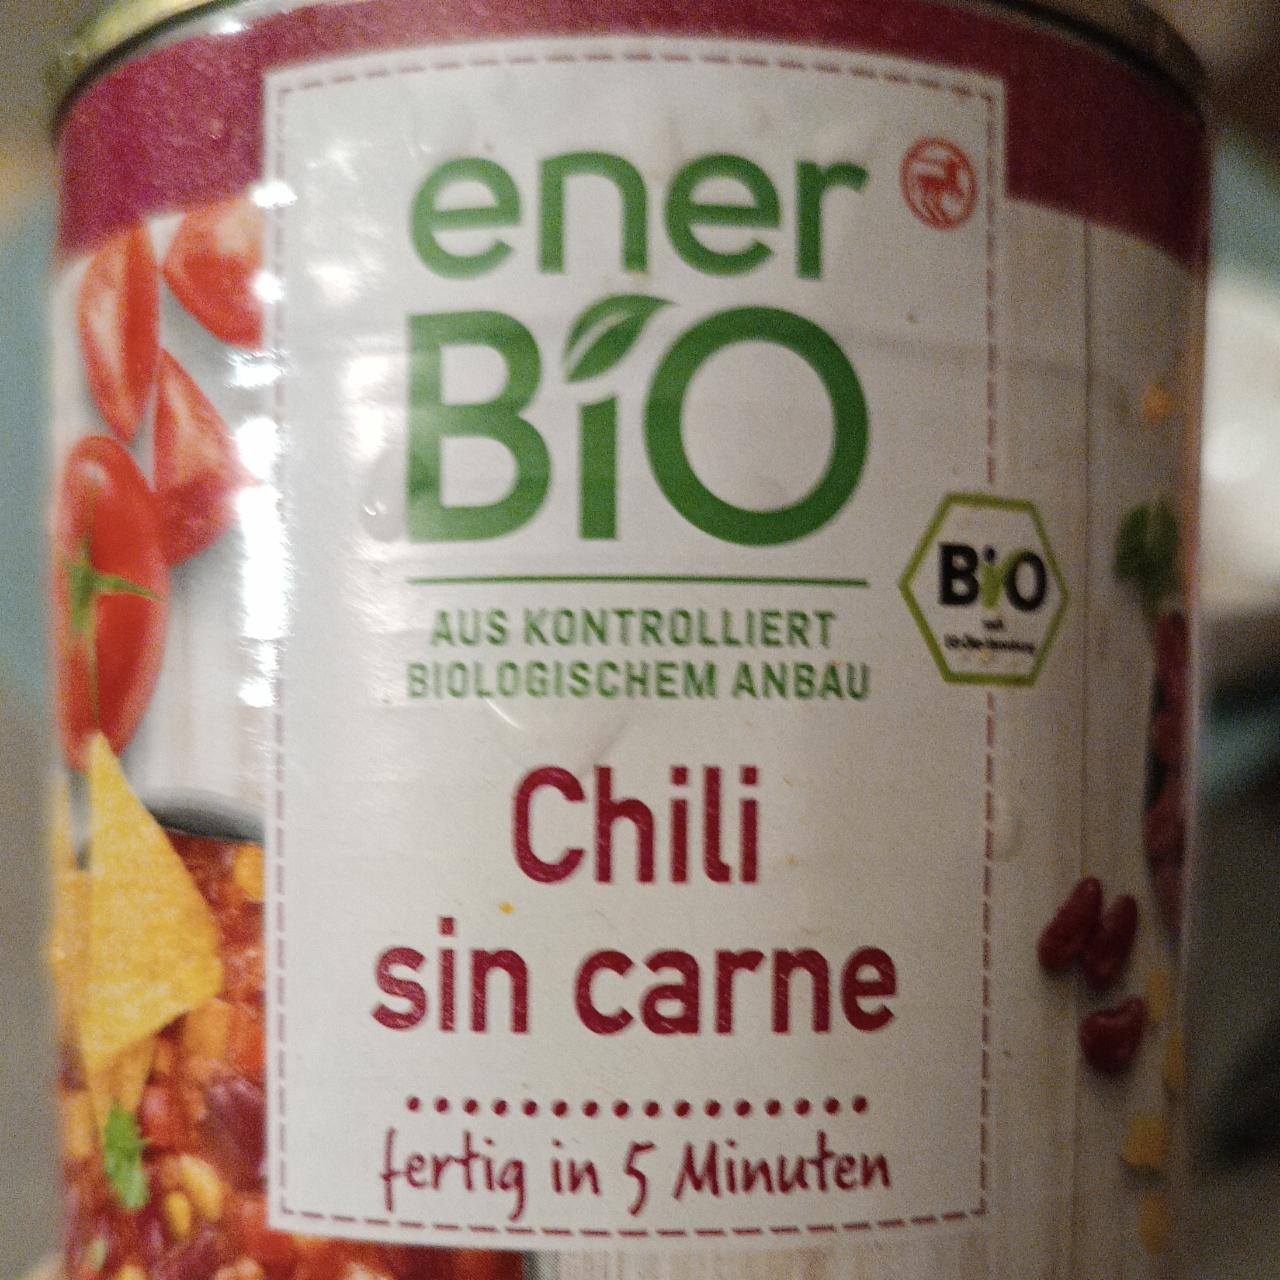 ener
BiO
AUS KONTROLLIERT
BIOLOGISCHEM ANBAU
BiO
Chili
sin carne
fertig in 5 Minuten